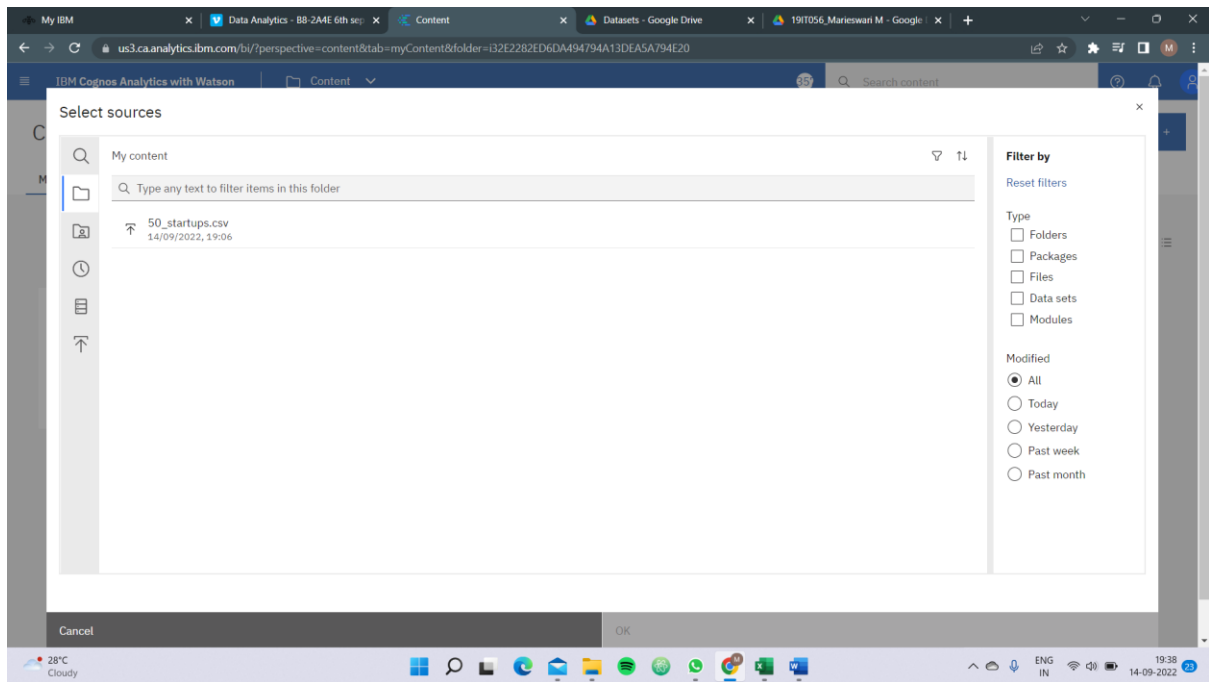 My IBM
Data Analytics - B8-2A4E 6th sep
Content
Datasets - Google Drive
19IT056_Marieswari M - Google
us3.ca.analytics.ibm.com/bi/?perspective=content&tab=myContent&folder=i32E2282ED6DA494794A13DEA5A794E20
M
IBM Cognos Analytics with Watson
Content
35
Search content
Select sources
C
M
My content
Type any text to filter items in this folder
50_startups.csv
14/09/2022, 19:06
Filter by
Reset filters
Type
Folders
Packages
Files
Data sets
Modules
Modified
All
Today
Yesterday
Past week
Past month
Cancel
OK
28°C
Cloudy
ENG
IN
19:38
14-09-2022
23